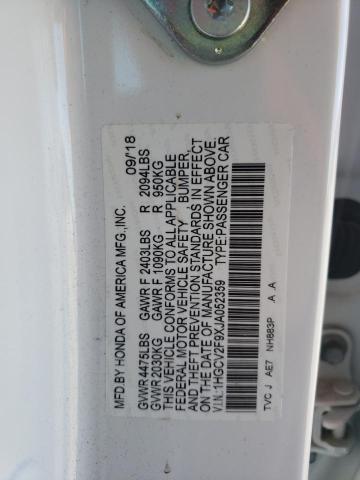 MFD BY HONDA OF AMERICA MFG.,INC. 09/18
GVWR 4475LBS GAWR F 2403LBS R 2094LBS
GVWR 2030KG GAWR F 1090KG R 950KG
THIS VEHICLE CONFORMS TO ALL APPLICABLE
FEDERAL MOTOR VEHICLE SAFETY BUMPER,
AND THEFT PREVENTION STANDARDS IN EFFECT
ON THE DATE OF MANUFACTURE SHOWN ABOVE.
V.I.N.:1HGCV2F9XJA052359 TYPE:PASSENGER CAR
TVC J AE7 NH883P A .A